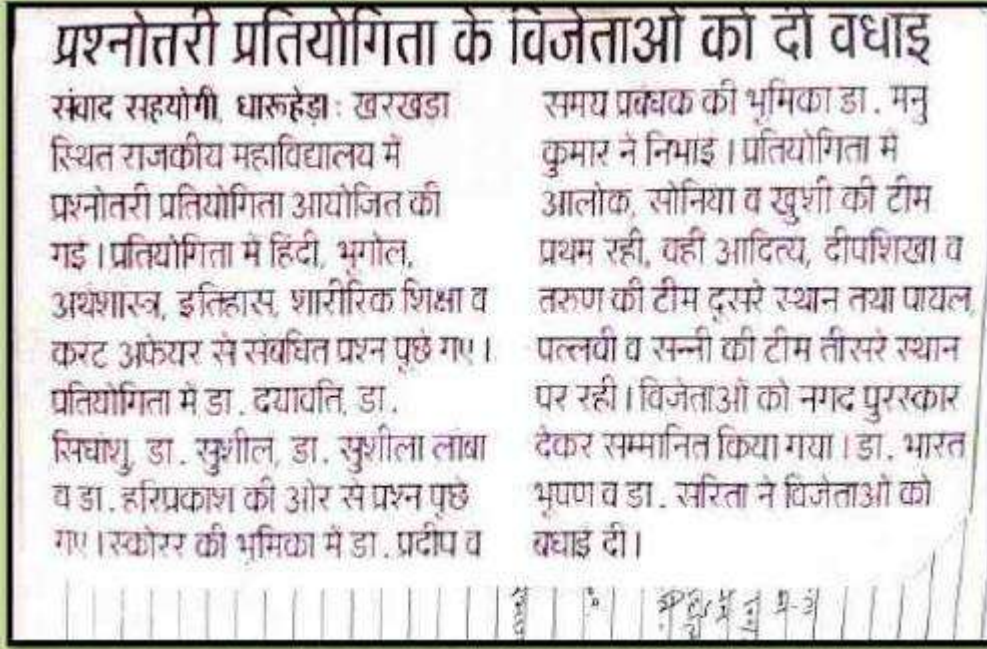 प्रश्नोत्तरी प्रतियोगिता के विजेताओं को दी बधाई
संवाद सहयोगी, धारूहेड़ा : खरखड़ा
स्थित राजकीय महाविद्यालय में
प्रश्नोतरी प्रतियोगिता आयोजित की
गई । प्रतियोगिता में हिंदी, भूगोल,
अर्थशास्त्र, इतिहास, शारीरिक शिक्षा व
करंट अफेयर से संबंधित प्रश्न पूछे गए ।
प्रतियोगिता में डा . दयावति, डा .
सिधांशु, डा . सुशील, डा . सुशीला लांबा
व डा . हरिप्रकाश की ओर से प्रश्न पूछे
गए । स्कोरर की भूमिका में डा . प्रदीप व
समय प्रबंधक की भूमिका डा . मनु
कुमार ने निभाई । प्रतियोगिता में
आलोक, सोनिया व खुशी की टीम
प्रथम रही, वहीं आदित्य, दीपशिखा व
तरुण की टीम दूसरे स्थान तथा पायल,
पल्लवी व सन्नी की टीम तीसरे स्थान
पर रही । विजेताओं को नगद पुरस्कार
देकर सम्मानित किया गया । डा . भारत
भूषण व डा . सरिता ने विजेताओं को
बधाई दी ।